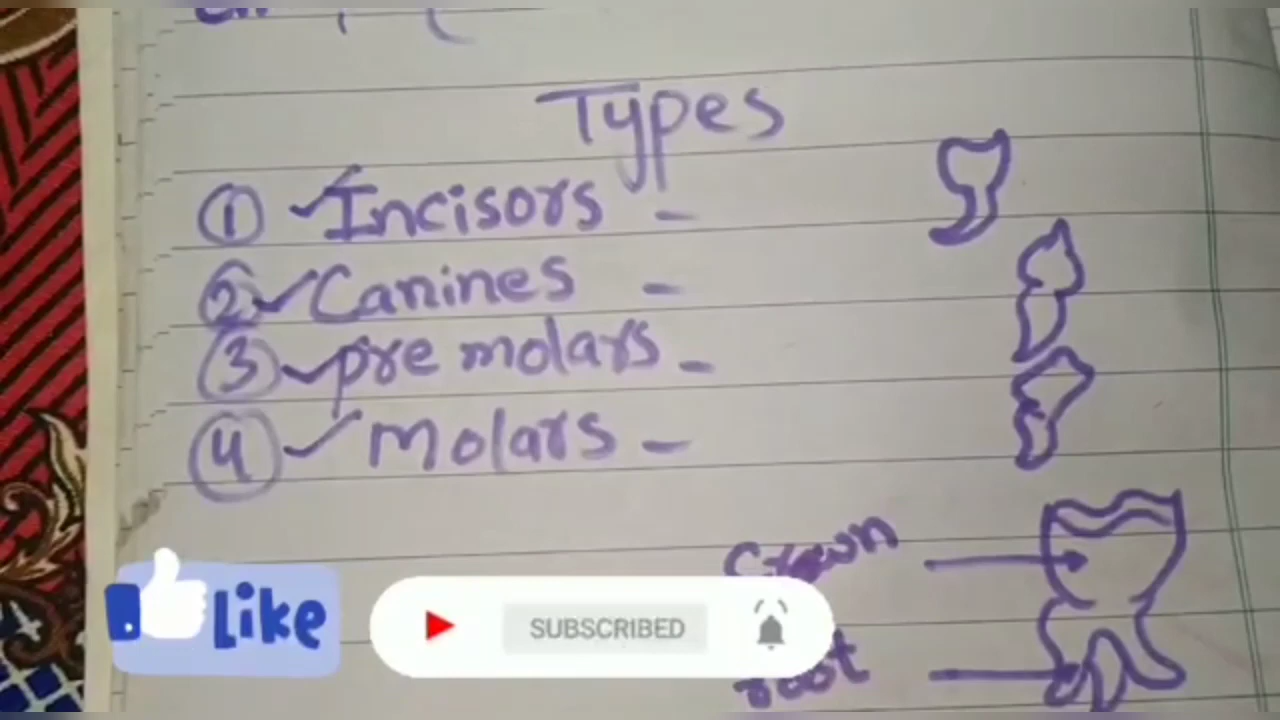 Types
① ✓ Incisors -
② ✓ Canines -
③ ✓ pre molars -
④ ✓ Molars -
Crown
Like
SUBSCRIBED
root